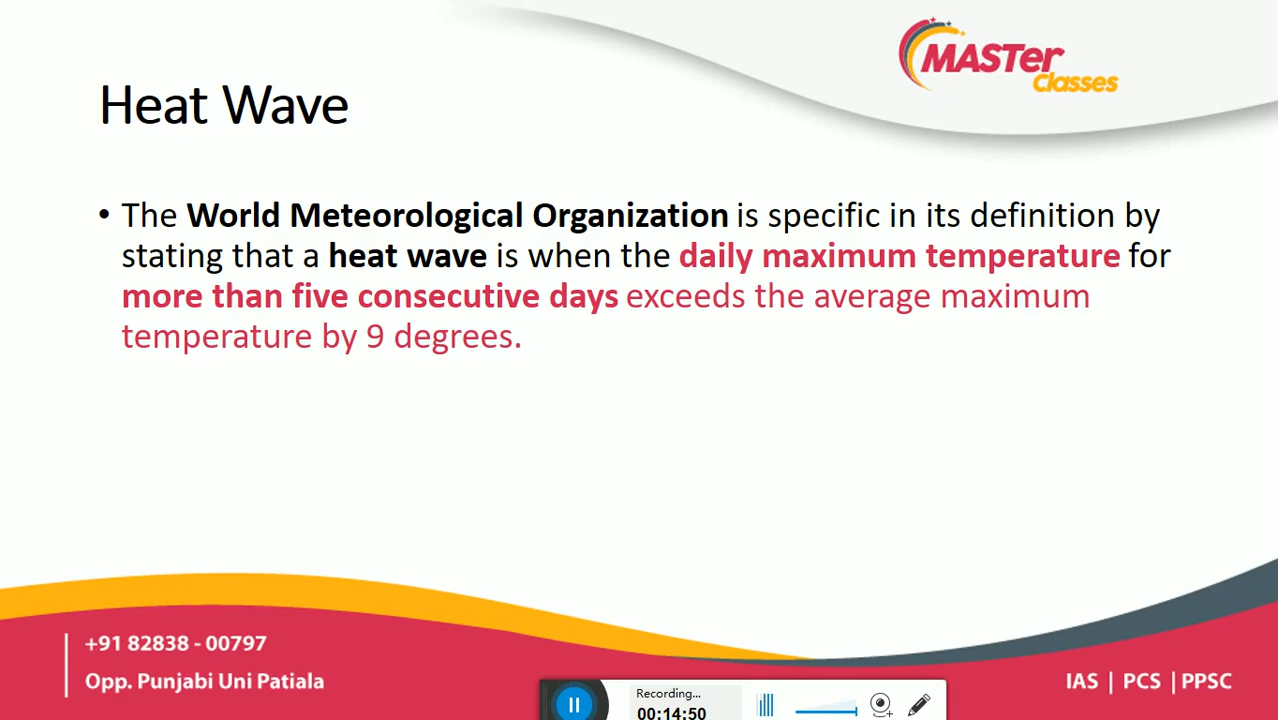 MASTer
Classes
Heat Wave
• The World Meteorological Organization is specific in its definition by
stating that a heat wave is when the daily maximum temperature for
more than five consecutive days exceeds the average maximum
temperature by 9 degrees.
+91 82838 - 00797
Opp. Punjabi Uni Patiala
IAS | PCS | PPSC
Recording...
00:14:50